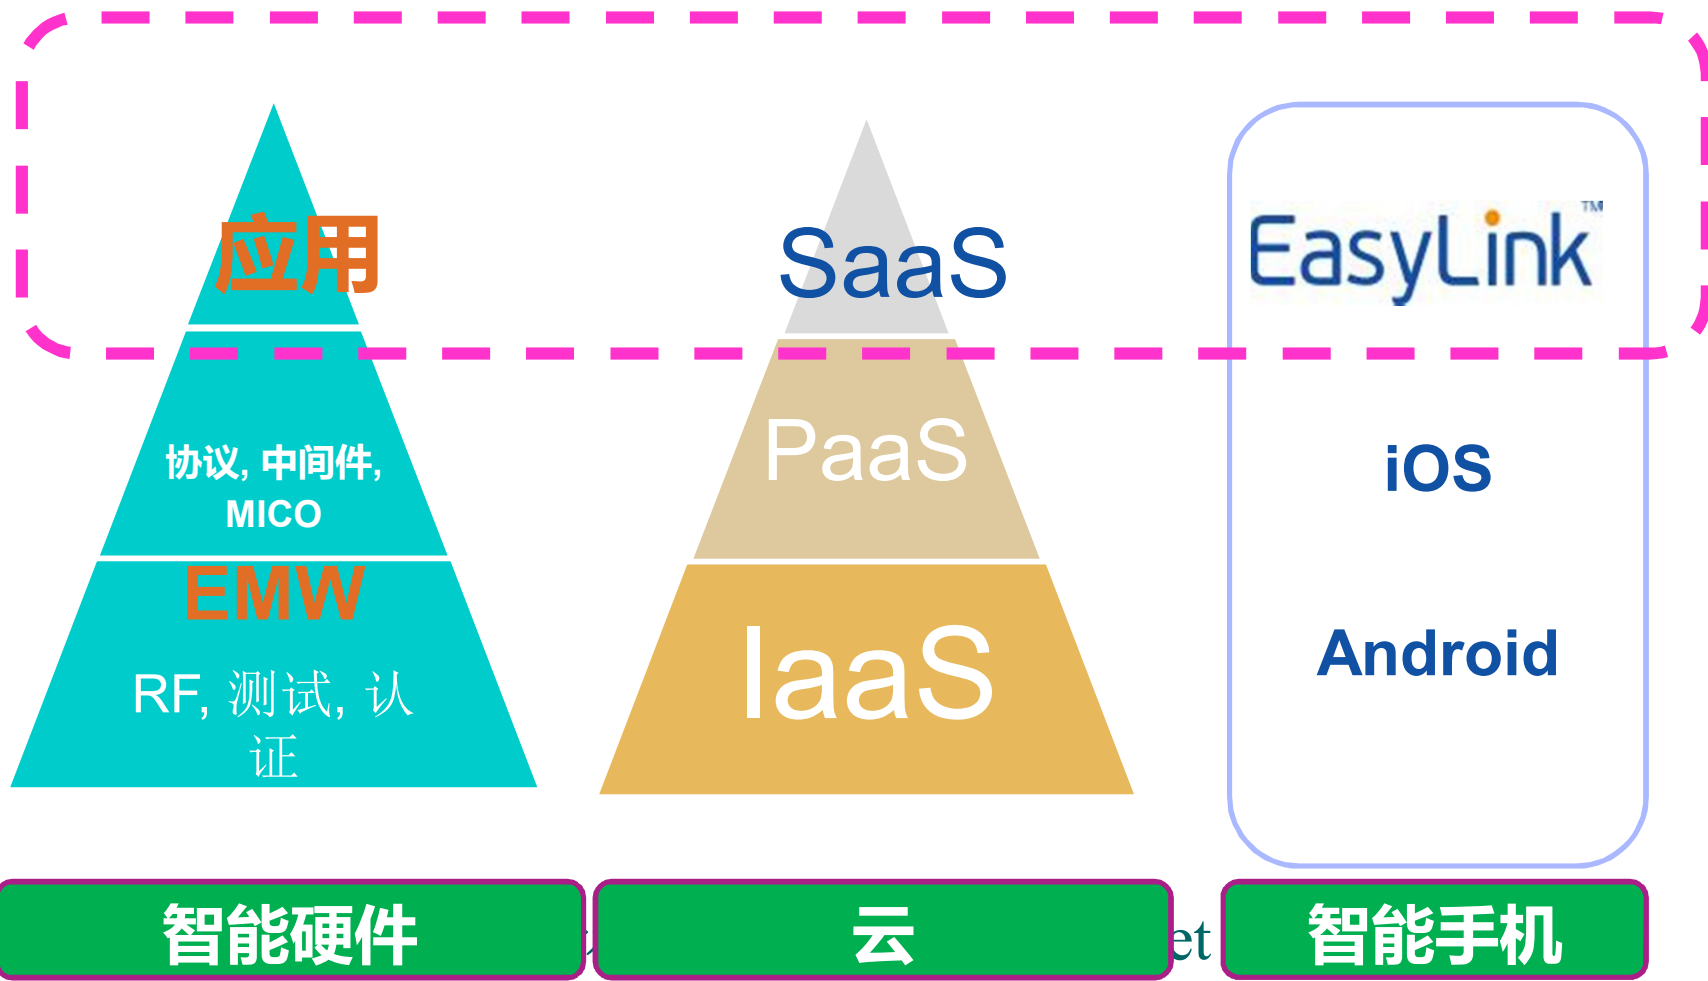 应用
协议, 中间件,
MICO
EMW
RF, 测试, 认
证
SaaS
PaaS
IaaS
EasyLink™
iOS
Android
智能硬件
云
et
智能手机